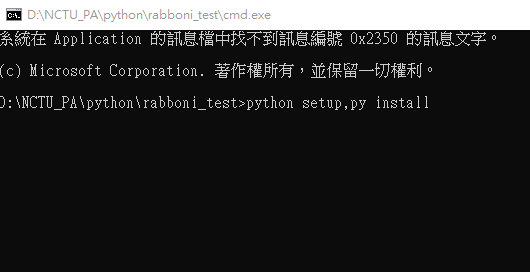 D:\NCTU_PA\python\rabboni_test\cmd.exe
系統在 Application 的訊息檔中找不到訊息編號 0x2350 的訊息文字。
(c) Microsoft Corporation. 著作權所有，並保留一切權利。
D:\NCTU_PA\python\rabboni_test>python setup,py install